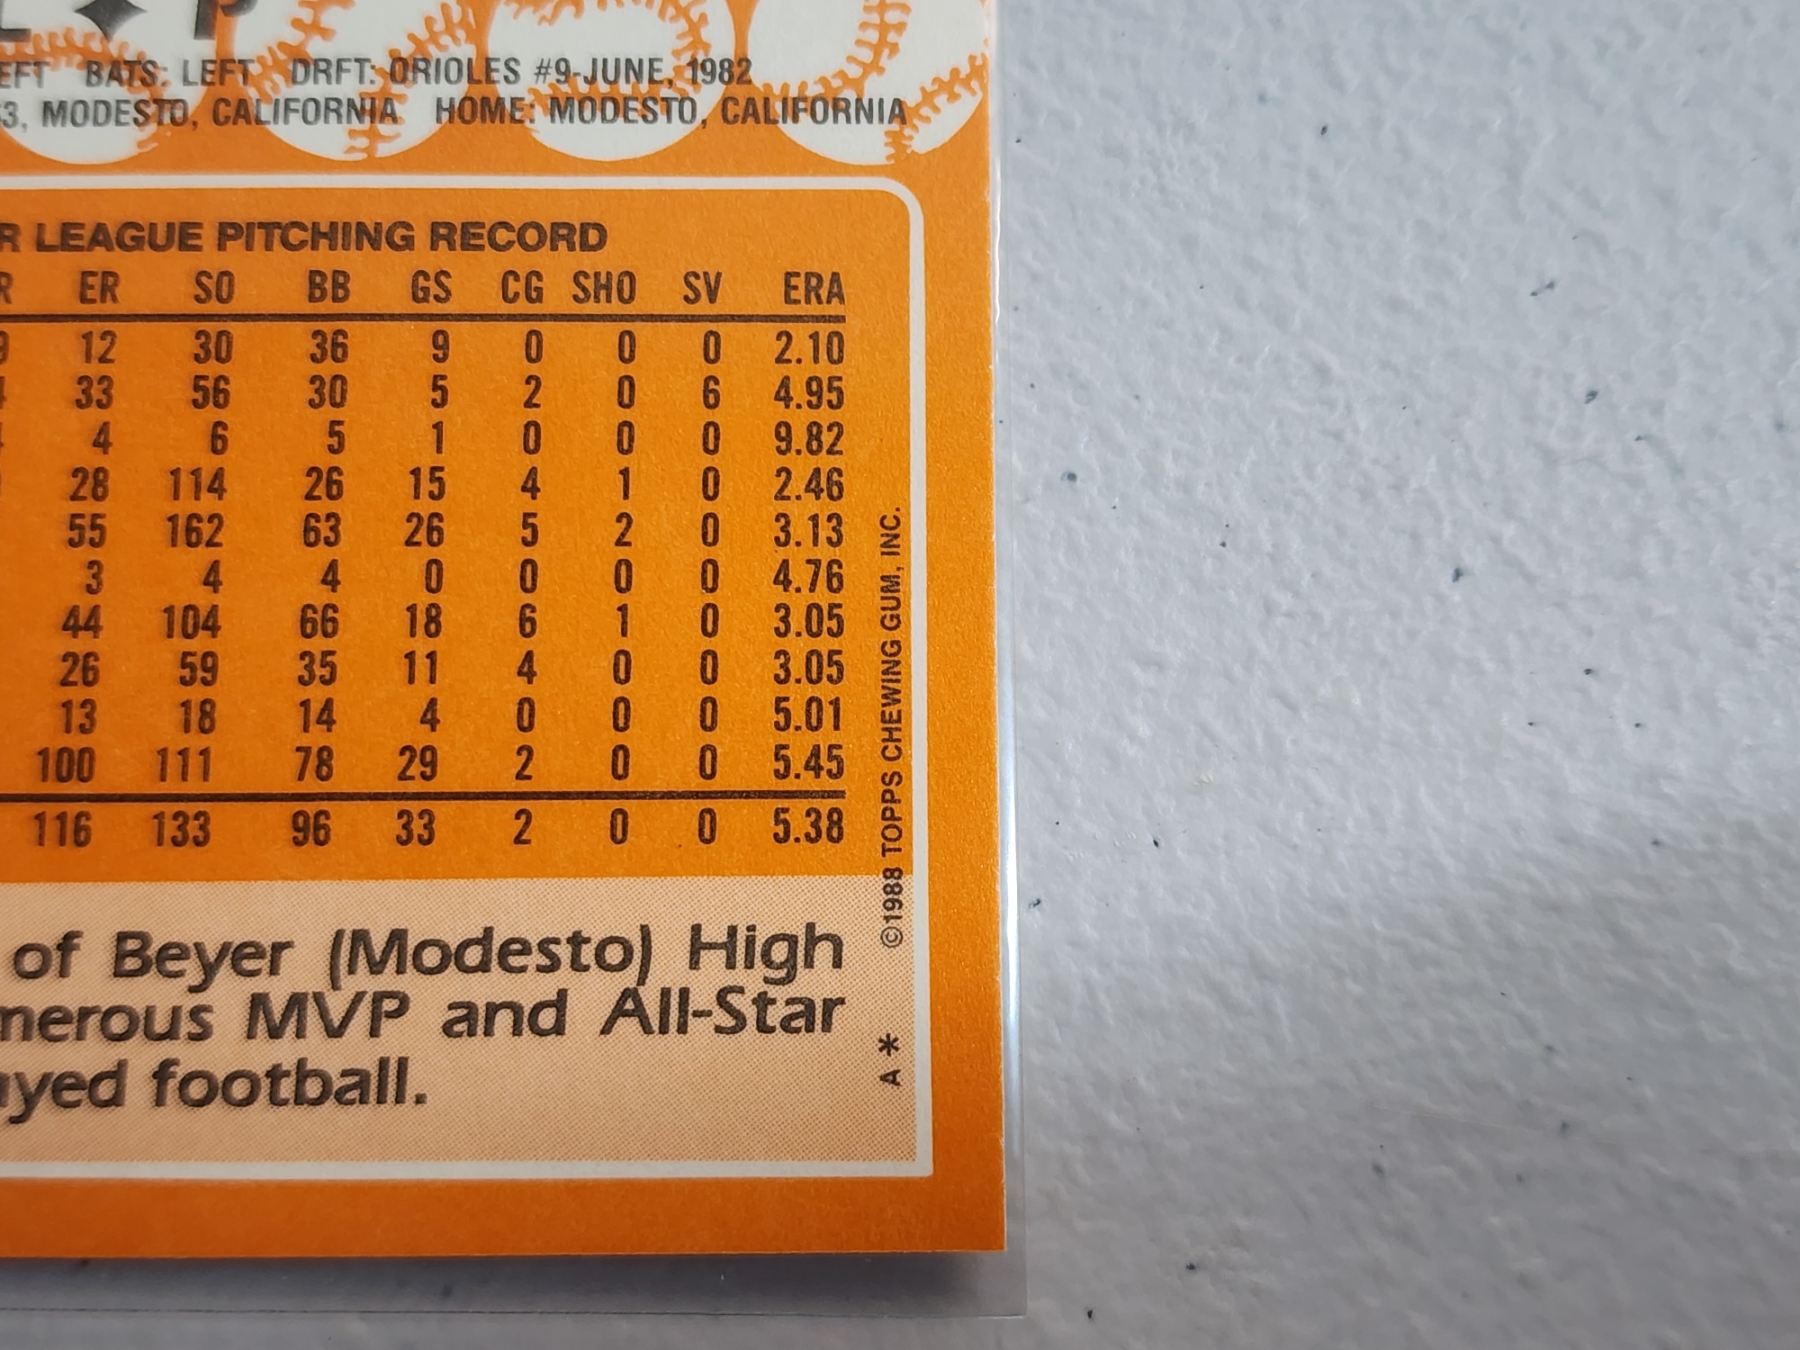 L ✦ P
EFT BATS: LEFT DRFT: ORIOLES #9-JUNE, 1982
63, MODESTO, CALIFORNIA HOME: MODESTO, CALIFORNIA
R LEAGUE PITCHING RECORD
R ER SO BB GS CG SHO SV ERA
12 30 36 9 0 0 0 2.10
33 56 30 5 2 0 6 4.95
4 6 5 1 0 0 0 9.82
28 114 26 15 4 1 0 2.46
55 162 63 26 5 2 0 3.13
3 4 4 0 0 0 0 4.76
44 104 66 18 6 1 0 3.05
26 59 35 11 4 0 0 3.05
13 18 14 4 0 0 0 5.01
100 111 78 29 2 0 0 5.45
116 133 96 33 2 0 0 5.38
of Beyer (Modesto) High
merous MVP and All-Star
ayed football.
©1988 TOPPS CHEWING GUM, INC.
A *